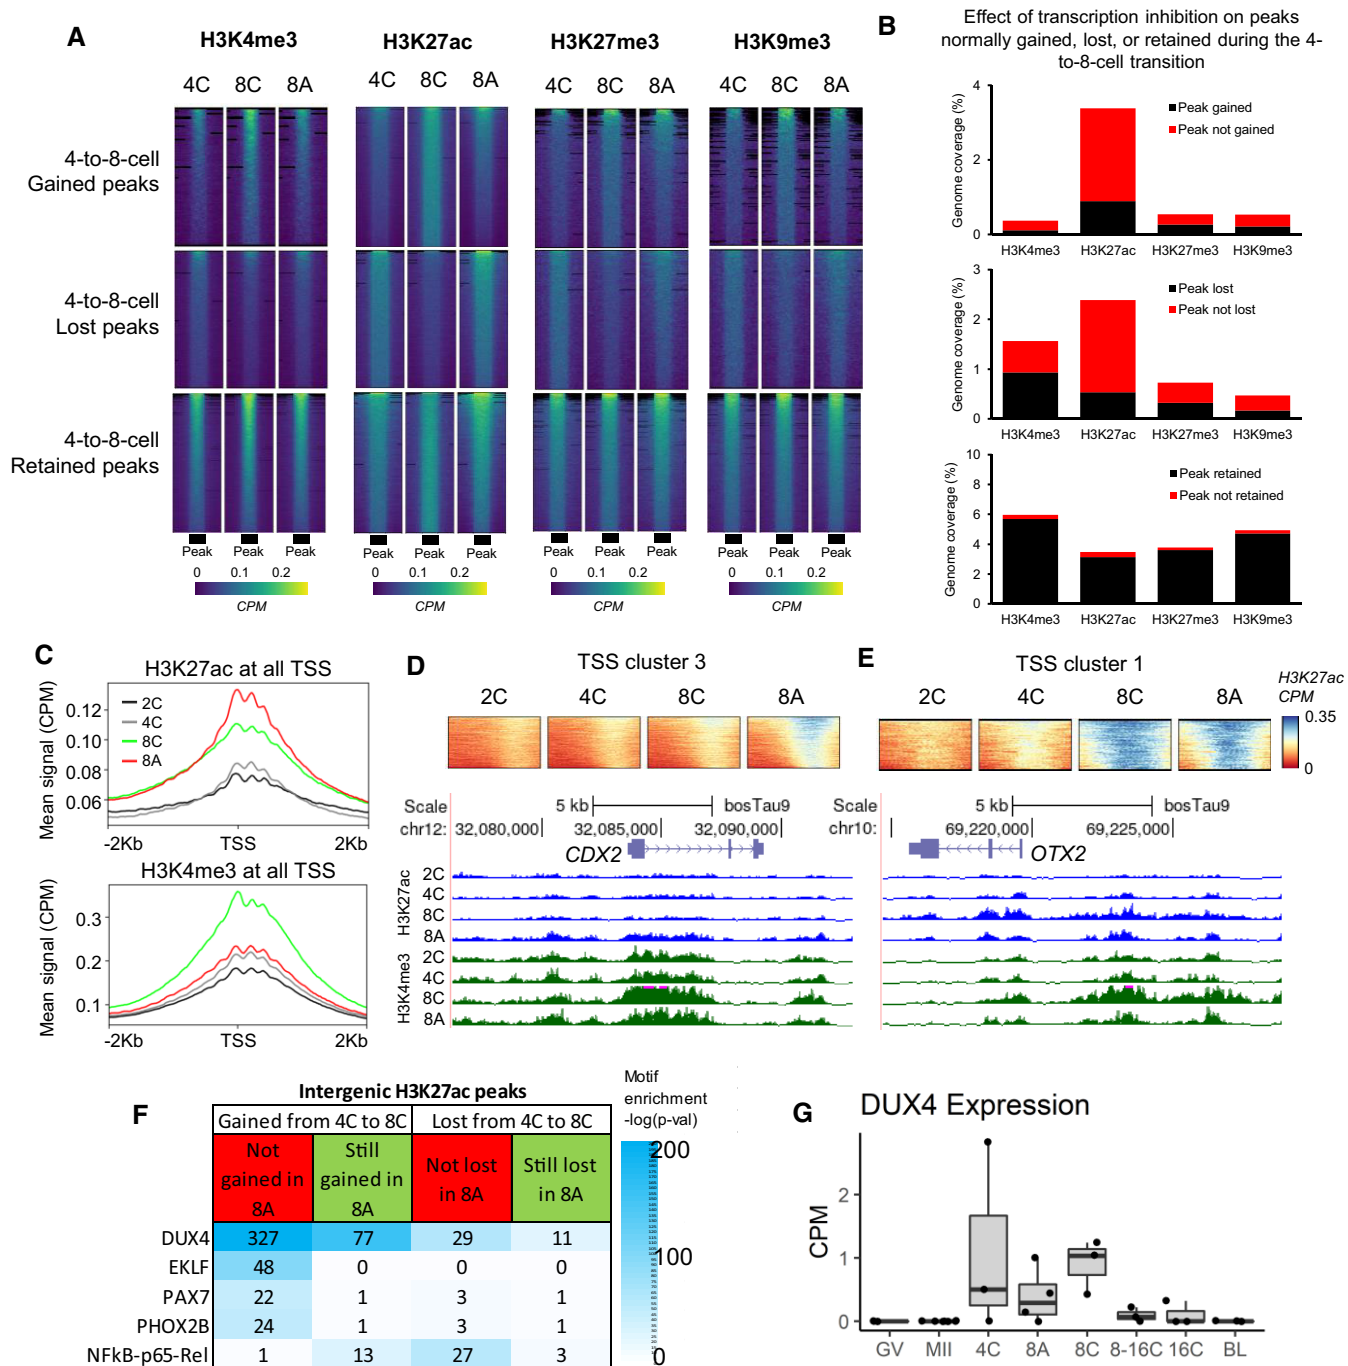 A
H3K4me3 H3K27ac H3K27me3 H3K9me3
4C 8C 8A 4C 8C 8A 4C 8C 8A 4C 8C 8A
4-to-8-cell
Gained peaks
4-to-8-cell
Lost peaks
4-to-8-cell
Retained peaks
Peak Peak Peak Peak Peak Peak Peak Peak Peak Peak Peak Peak
0 0.1 0.2 0 0.1 0.2 0 0.1 0.2 0 0.1 0.2
CPM CPM CPM CPM
B
Effect of transcription inhibition on peaks
normally gained, lost, or retained during the 4-
to-8-cell transition
Genome coverage (%)
4
2
0
Peak gained
Peak not gained
H3K4me3 H3K27ac H3K27me3 H3K9me3
Genome coverage (%)
3
2
1
0
Peak lost
Peak not lost
H3K4me3 H3K27ac H3K27me3 H3K9me3
Genome coverage (%)
10
8
6
4
2
0
Peak retained
Peak not retained
H3K4me3 H3K27ac H3K27me3 H3K9me3
C
H3K27ac at all TSS
Mean signal (CPM)
0.12
0.10
0.08
0.06
2C
4C
8C
8A
-2Kb TSS 2Kb
H3K4me3 at all TSS
Mean signal (CPM)
0.3
0.2
0.1
-2Kb TSS 2Kb
D
TSS cluster 3
2C 4C 8C 8A
Scale 5 kb bosTau9
chr12: 32,080,000 32,085,000 32,090,000
CDX2
H3K27ac
2C
4C
8C
8A
H3K4me3
2C
4C
8C
8A
E
TSS cluster 1
2C 4C 8C 8A
H3K27ac
CPM
0.35
0
Scale 5 kb bosTau9
chr10: 69,220,000 69,225,000
OTX2
F
Intergenic H3K27ac peaks
Gained from 4C to 8C Lost from 4C to 8C
Not gained in 8A Still gained in 8A Not lost in 8A Still lost in 8A
DUX4 327 77 29 11
EKLF 48 0 0 0
PAX7 22 1 3 1
PHOX2B 24 1 3 1
NFkB-p65-Rel 1 13 27 3
Motif
enrichment
-log(p-val)
200
100
0
G
DUX4 Expression
CPM
2
1
0
GV MII 4C 8A 8C 8-16C 16C BL